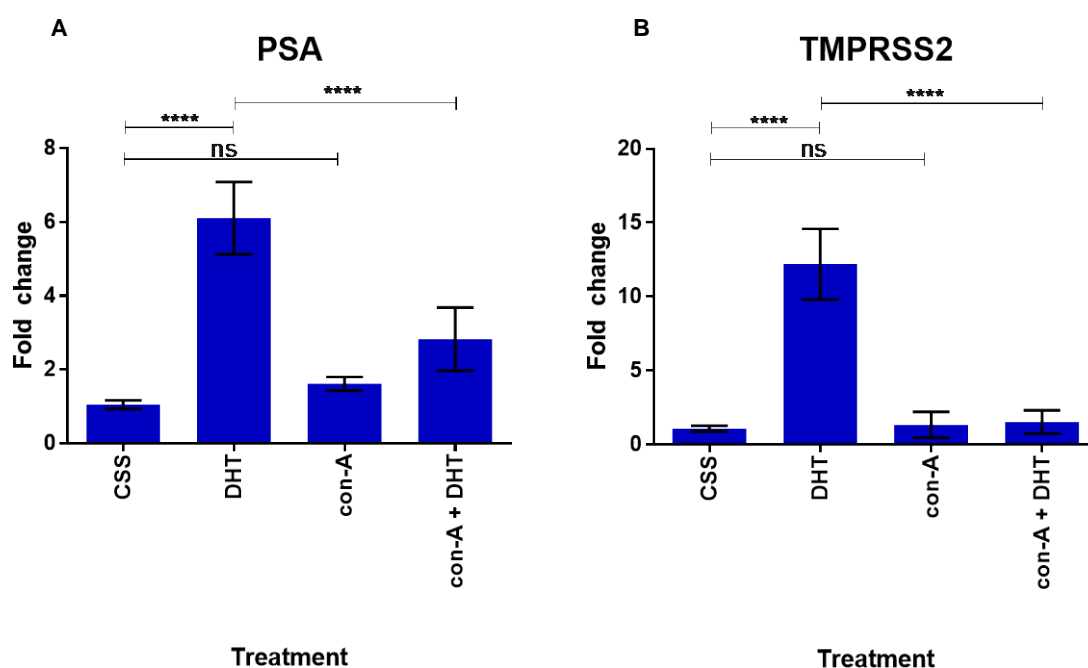 A
PSA
****
****
ns
8
6
4
2
0
Fold change
CSS
DHT
con-A
con-A + DHT
Treatment
B
TMPRSS2
****
****
ns
20
15
10
5
0
Fold change
CSS
DHT
con-A
con-A + DHT
Treatment